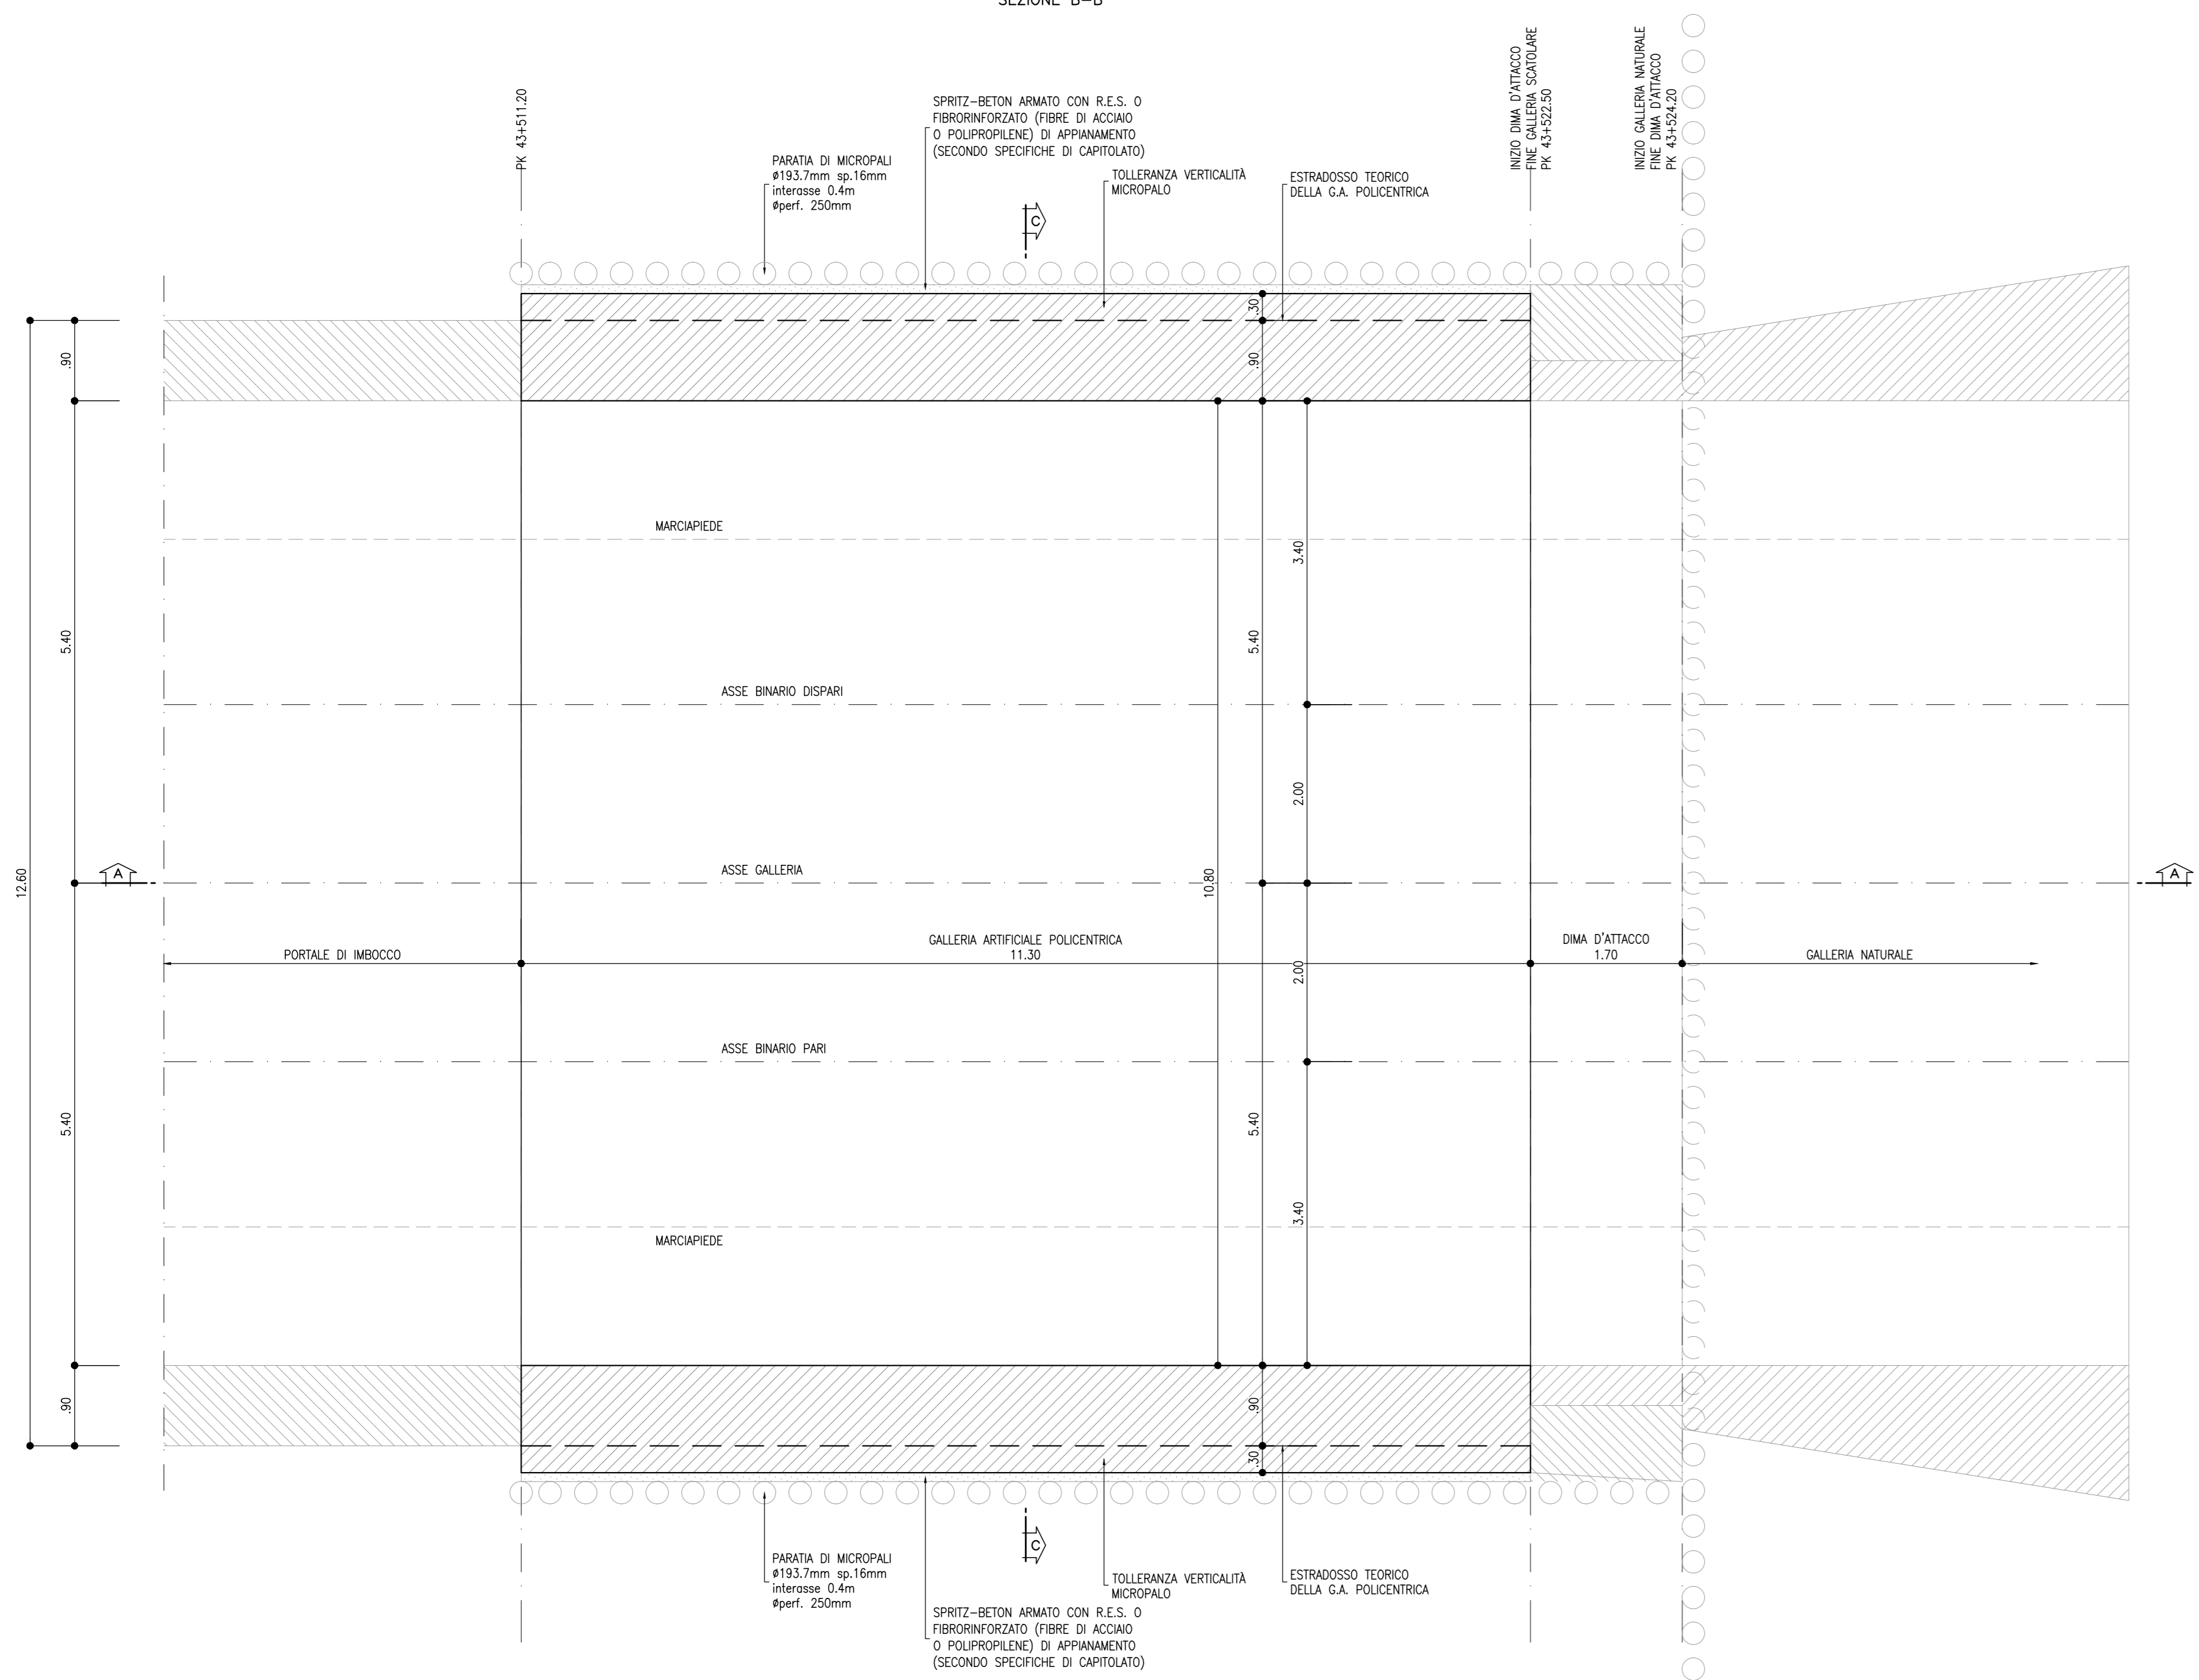 SEZIONE B-B
PK 43+511.20
SPRITZ-BETON ARMATO CON R.E.S. O
FIBRORINFORZATO (FIBRE DI ACCIAIO
O POLIPROPILENE) DI APPIANAMENTO
(SECONDO SPECIFICHE DI CAPITOLATO)
INIZIO DIMA D'ATTACCO
FINE GALLERIA SCATOLARE
PK 43+522.50
INIZIO GALLERIA NATURALE
FINE DIMA D'ATTACCO
PK 43+524.20
PARATIA DI MICROPALI
ø193.7mm sp.16mm
interasse 0.4m
øperf. 250mm
TOLLERANZA VERTICALITÀ
MICROPALO
ESTRADOSSO TEORICO
DELLA G.A. POLICENTRICA
C
.30
.90
.90
MARCIAPIEDE
3.40
5.40
5.40
ASSE BINARIO DISPARI
2.00
12.60
A
ASSE GALLERIA
10.80
A
PORTALE DI IMBOCCO
GALLERIA ARTIFICIALE POLICENTRICA
11.30
DIMA D'ATTACCO
1.70
GALLERIA NATURALE
2.00
ASSE BINARIO PARI
5.40
5.40
3.40
MARCIAPIEDE
.90
.90
.30
C
PARATIA DI MICROPALI
ø193.7mm sp.16mm
interasse 0.4m
øperf. 250mm
TOLLERANZA VERTICALITÀ
MICROPALO
ESTRADOSSO TEORICO
DELLA G.A. POLICENTRICA
SPRITZ-BETON ARMATO CON R.E.S. O
FIBRORINFORZATO (FIBRE DI ACCIAIO
O POLIPROPILENE) DI APPIANAMENTO
(SECONDO SPECIFICHE DI CAPITOLATO)